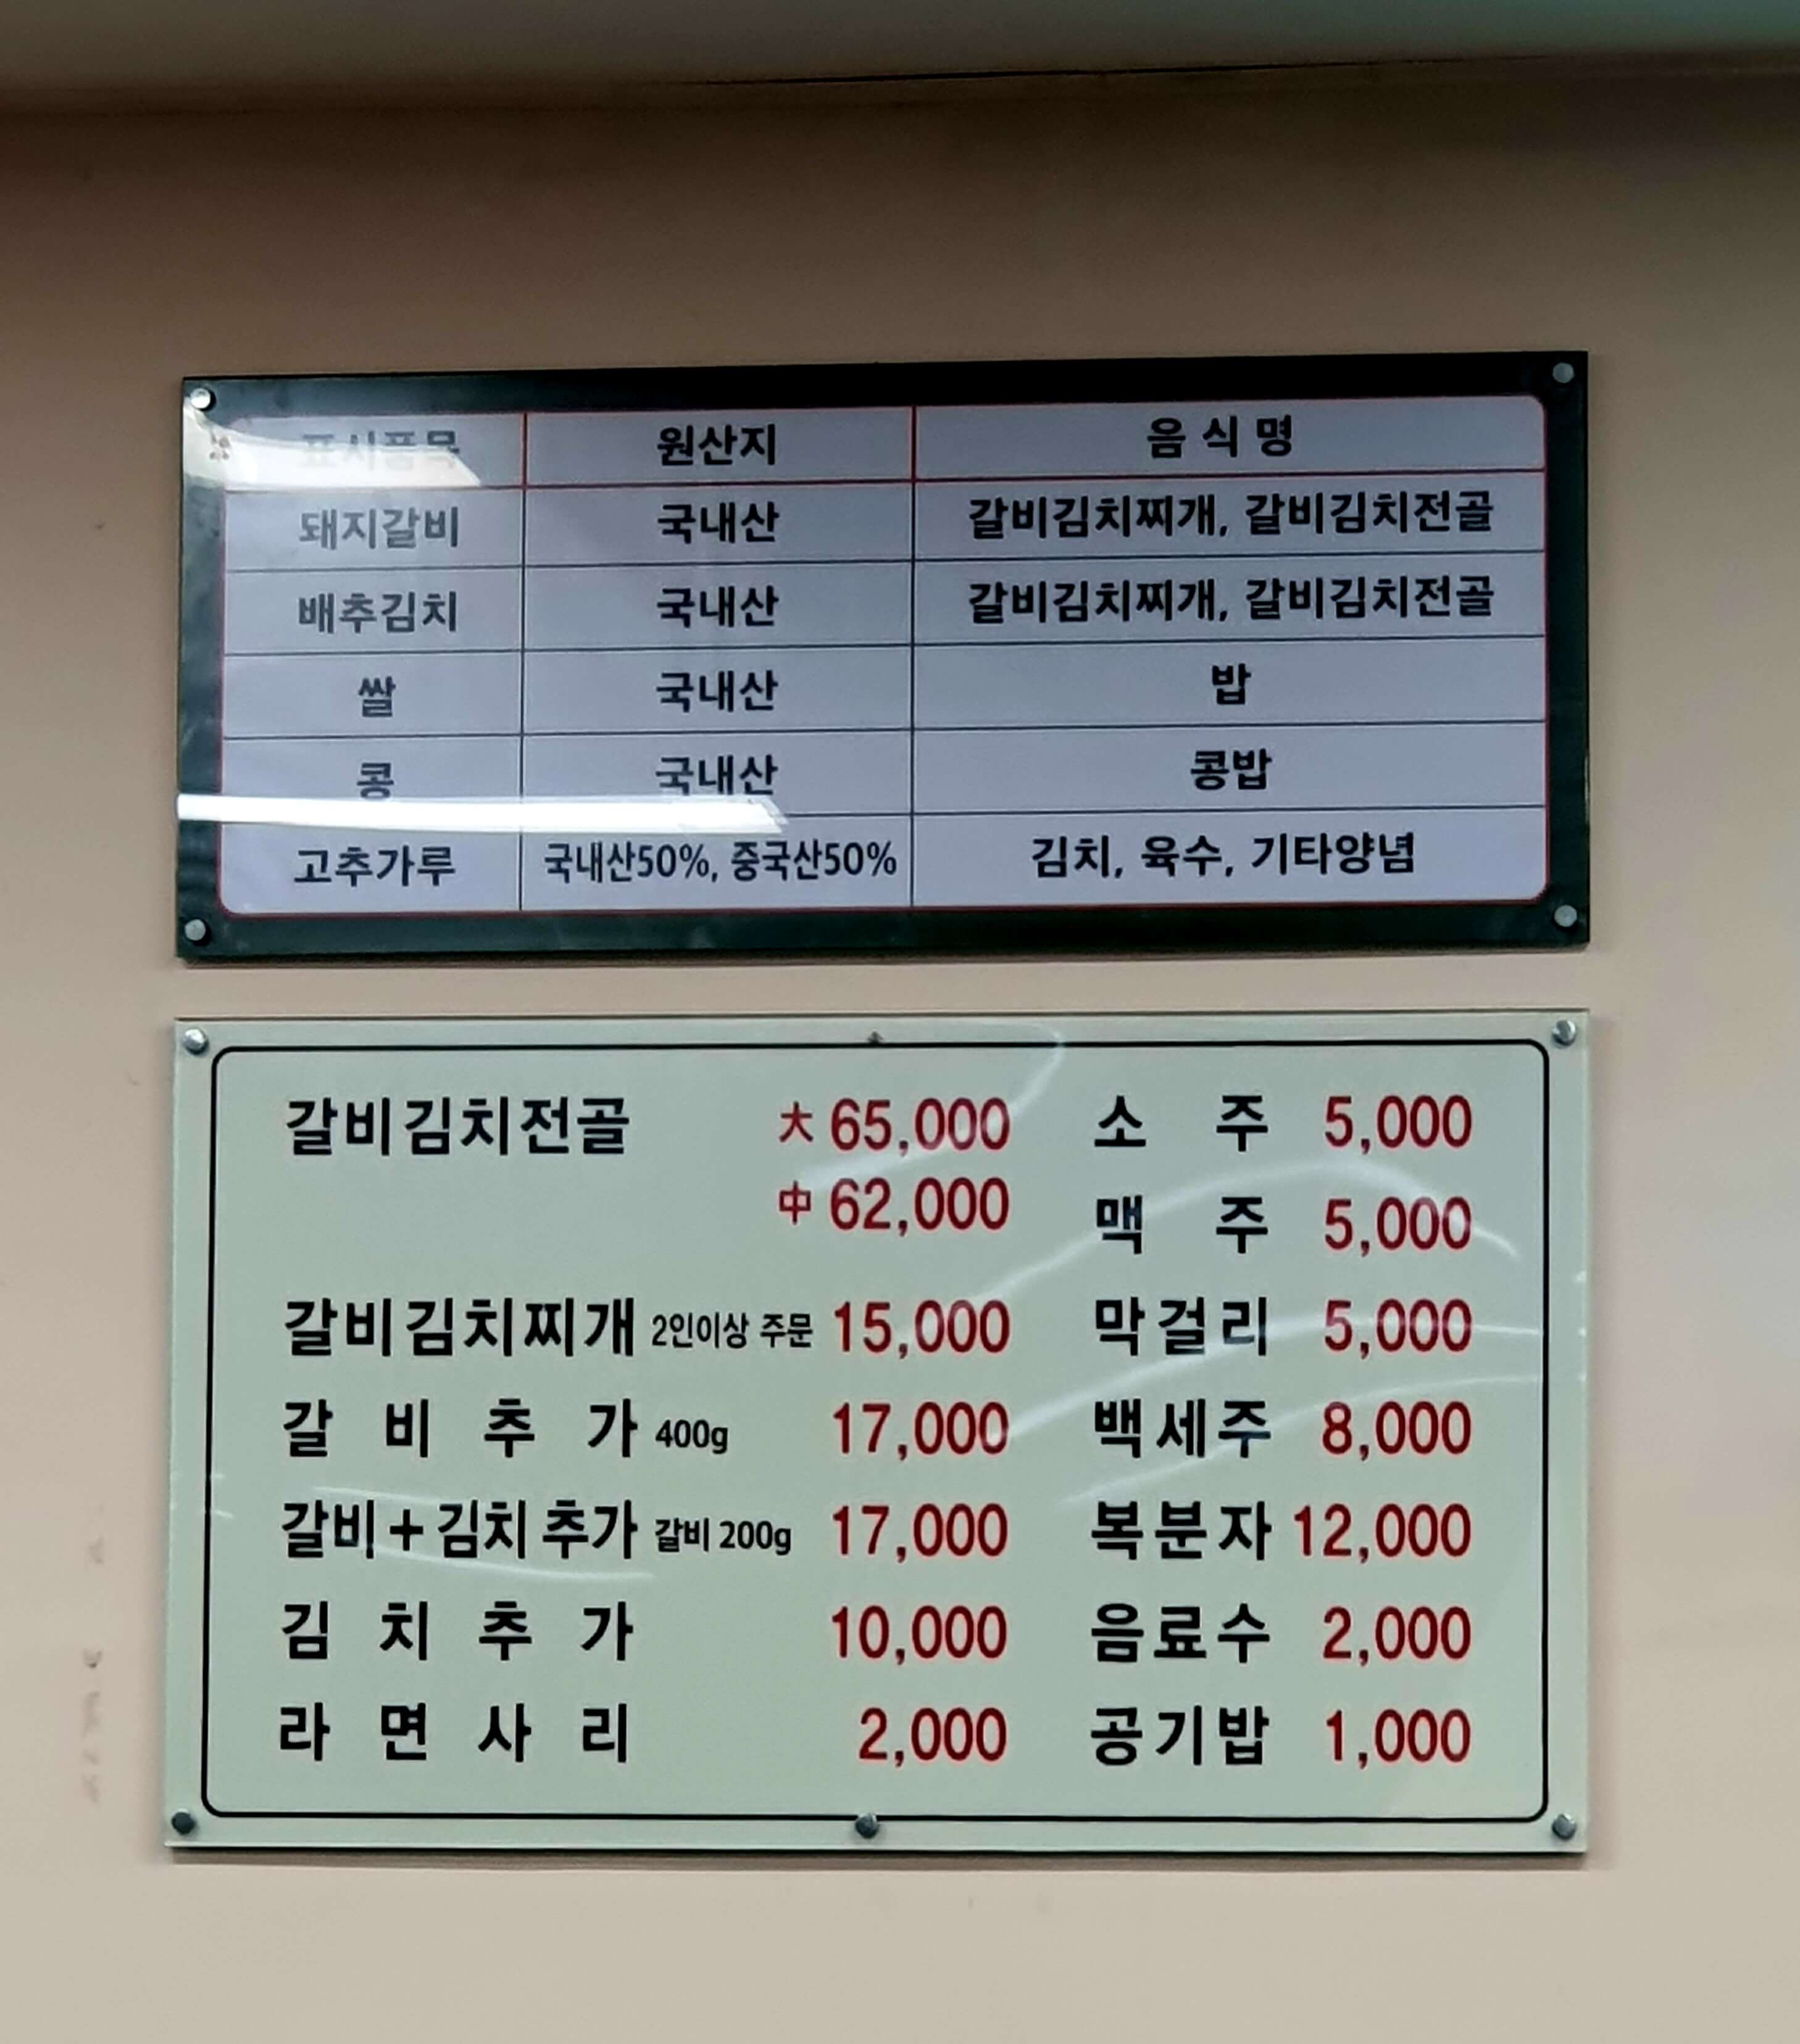 표시품목 원산지 음식명
돼지갈비 국내산 갈비김치찌개, 갈비김치전골
배추김치 국내산 갈비김치찌개, 갈비김치전골
쌀 국내산 밥
콩 국내산 콩밥
고추가루 국내산50%, 중국산50% 김치, 육수, 기타양념
갈비김치전골 大 65,000
中 62,000
갈비김치찌개 2인이상 주문 15,000
갈비추가 400g 17,000
갈비+김치 추가 갈비 200g 17,000
김치추가 10,000
라면사리 2,000
소주 5,000
맥주 5,000
막걸리 5,000
백세주 8,000
복분자 12,000
음료수 2,000
공기밥 1,000